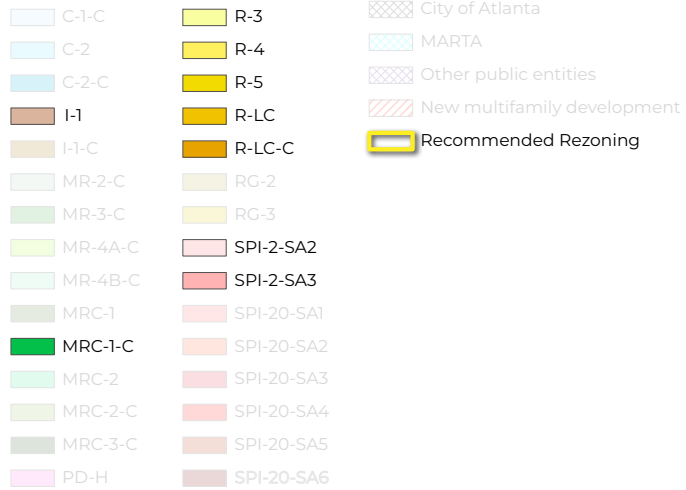 C-1-C
C-2
C-2-C
I-1
I-1-C
MR-2-C
MR-3-C
MR-4A-C
MR-4B-C
MRC-1
MRC-1-C
MRC-2
MRC-2-C
MRC-3-C
PD-H
R-3
R-4
R-5
R-LC
R-LC-C
RG-2
RG-3
SPI-2-SA2
SPI-2-SA3
SPI-20-SA1
SPI-20-SA2
SPI-20-SA3
SPI-20-SA4
SPI-20-SA5
SPI-20-SA6
City of Atlanta
MARTA
Other public entities
New multifamily development
Recommended Rezoning